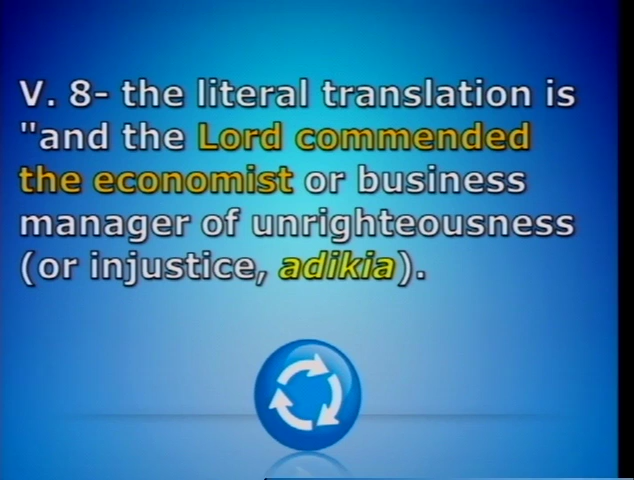 V. 8- the literal translation is
"and the Lord commended
the economist or business
manager of unrighteousness
(or injustice, adikia).